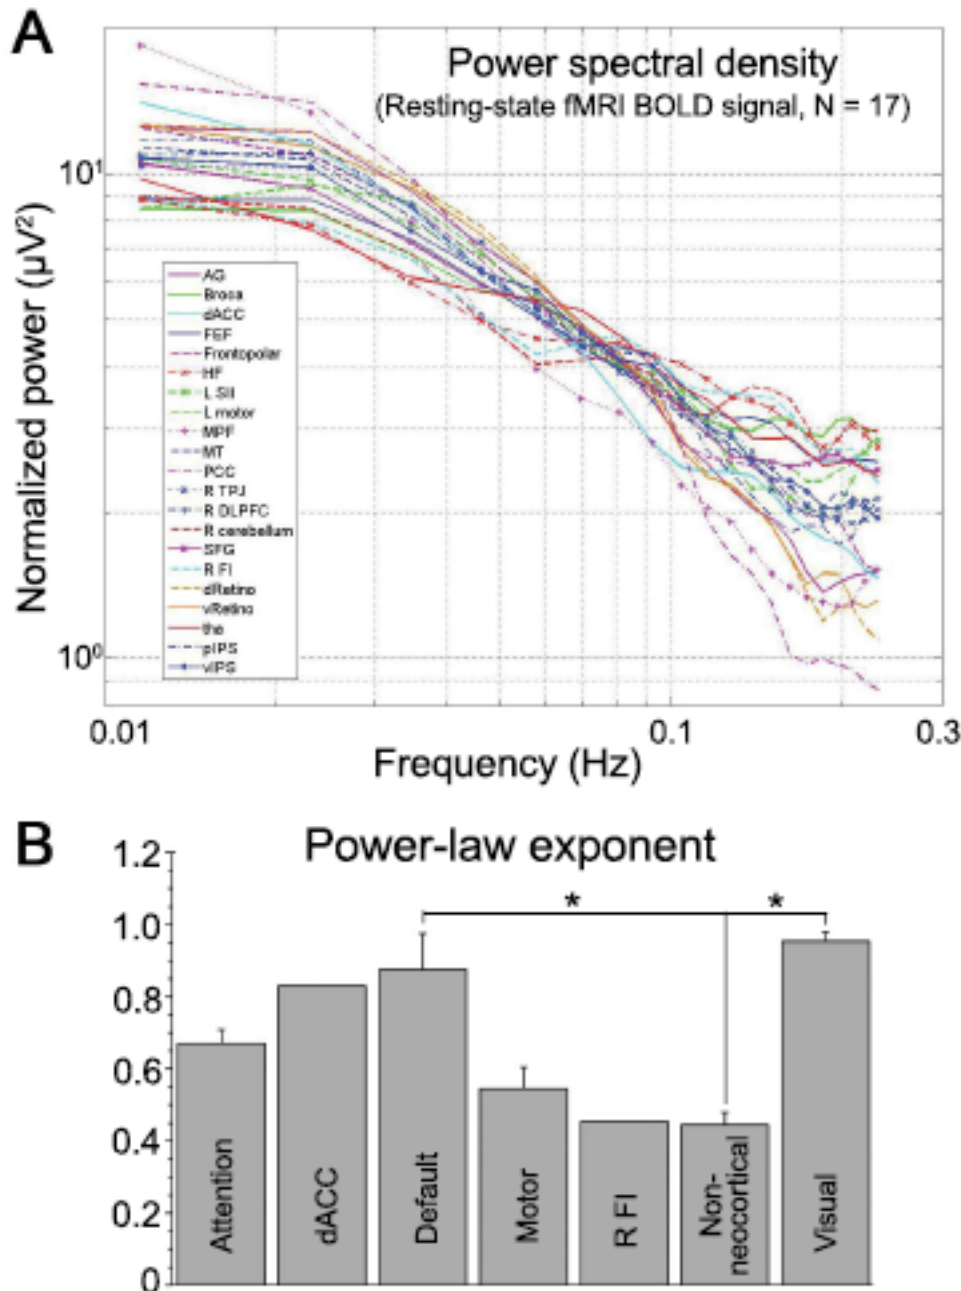 A
Power spectral density
(Resting-state fMRI BOLD signal, N = 17)
Normalized power (µV²)
10¹
10⁰
AG
Broca
dACC
FEF
Frontopolar
HF
L SII
L motor
MPF
MT
PCC
R TPJ
R DLPFC
R cerebellum
SFG
R FI
dRetino
vRetino
tha
pIPS
vIPS
0.01
0.1
0.3
Frequency (Hz)
B
Power-law exponent
1.2
1.0
0.8
0.6
0.4
0.2
0
* *
Attention
dACC
Default
Motor
R FI
Non-
neocortical
Visual